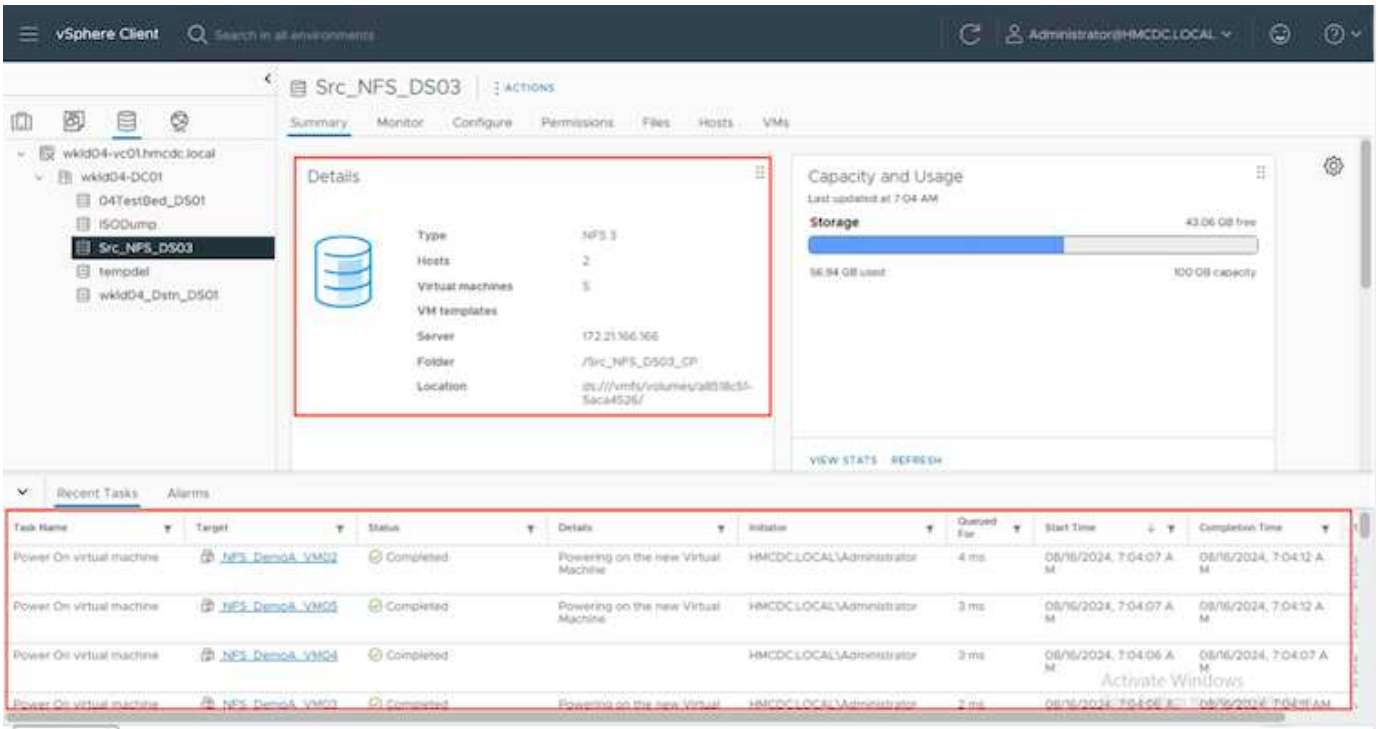 vSphere Client
Search in all environments
Administrator@HMCDC.LOCAL
Src_NFS_DS03
ACTIONS
Summary Monitor Configure Permissions Files Hosts VMs
wkld04-vc01.hmcdc.local
wkld04-DC01
04TestBed_DS01
ISODump
Src_NFS_DS03
tempdel
wkld04_Dstn_DS01
Details
Type NFS 3
Hosts 2
Virtual machines 5
VM templates
Server 172.21.166.166
Folder /Src_NFS_DS03_CP
Location ds:///vmfs/volumes/a8518c51-
5aca4526/
Capacity and Usage
Last updated at 7:04 AM
Storage 43.06 GB free
56.94 GB used 100 GB capacity
VIEW STATS REFRESH
Recent Tasks Alarms
Task Name Target Status Details Initiator Queued For Start Time Completion Time
Power On virtual machine NFS_DemoA_VM02 Completed Powering on the new Virtual Machine HMCDC.LOCAL\Administrator 4 ms 08/16/2024, 7:04:07 AM 08/16/2024, 7:04:12 AM
Power On virtual machine NFS_DemoA_VM05 Completed Powering on the new Virtual Machine HMCDC.LOCAL\Administrator 3 ms 08/16/2024, 7:04:07 AM 08/16/2024, 7:04:12 AM
Power On virtual machine NFS_DemoA_VM04 Completed HMCDC.LOCAL\Administrator 3 ms 08/16/2024, 7:04:06 AM 08/16/2024, 7:04:07 AM
Activate Windows
Power On virtual machine NFS_DemoA_VM03 Completed Powering on the new Virtual HMCDC.LOCAL\Administrator 2 ms